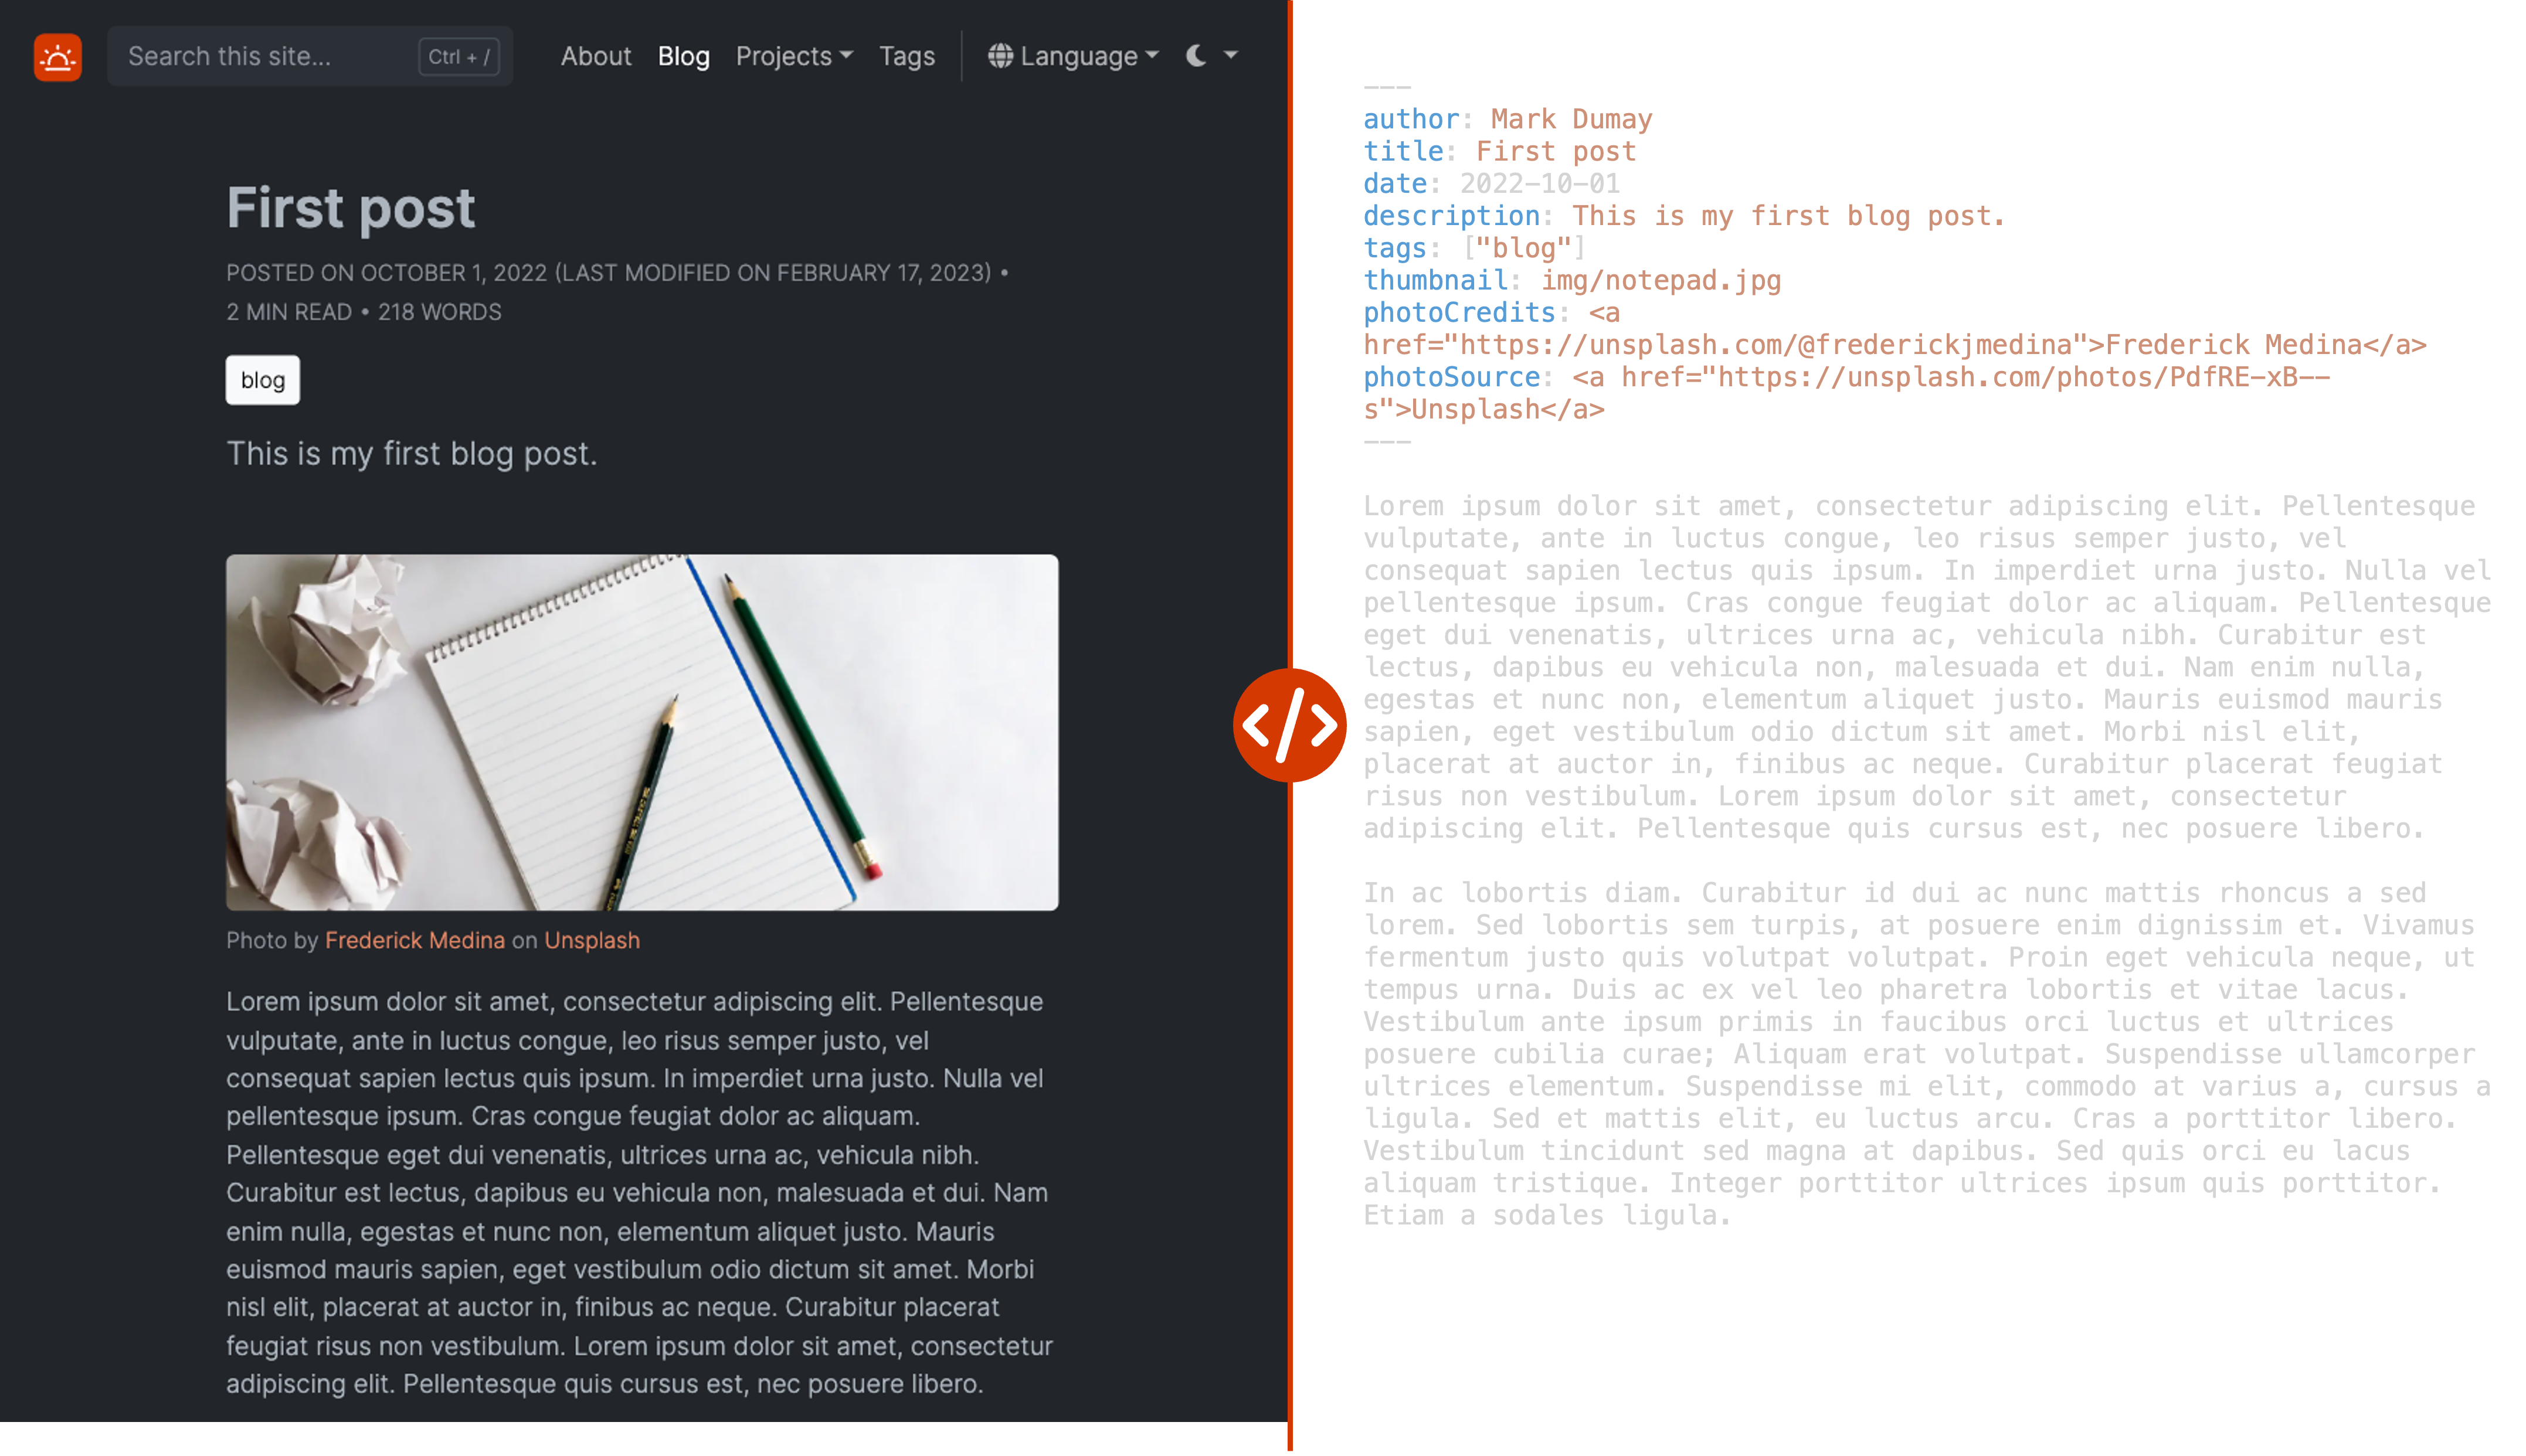 Search this site... Ctrl + / About Blog Projects Tags Language
First post
POSTED ON OCTOBER 1, 2022 (LAST MODIFIED ON FEBRUARY 17, 2023) •
2 MIN READ • 218 WORDS
blog
This is my first blog post.
Photo by Frederick Medina on Unsplash
Lorem ipsum dolor sit amet, consectetur adipiscing elit. Pellentesque
vulputate, ante in luctus congue, leo risus semper justo, vel
consequat sapien lectus quis ipsum. In imperdiet urna justo. Nulla vel
pellentesque ipsum. Cras congue feugiat dolor ac aliquam.
Pellentesque eget dui venenatis, ultrices urna ac, vehicula nibh.
Curabitur est lectus, dapibus eu vehicula non, malesuada et dui. Nam
enim nulla, egestas et nunc non, elementum aliquet justo. Mauris
euismod mauris sapien, eget vestibulum odio dictum sit amet. Morbi
nisl elit, placerat at auctor in, finibus ac neque. Curabitur placerat
feugiat risus non vestibulum. Lorem ipsum dolor sit amet, consectetur
adipiscing elit. Pellentesque quis cursus est, nec posuere libero.
</>
---
author: Mark Dumay
title: First post
date: 2022-10-01
description: This is my first blog post.
tags: ["blog"]
thumbnail: img/notepad.jpg
photoCredits: <a
href="https://unsplash.com/@frederickjmedina">Frederick Medina</a>
photoSource: <a href="https://unsplash.com/photos/PdfRE-xB--
s">Unsplash</a>
---
Lorem ipsum dolor sit amet, consectetur adipiscing elit. Pellentesque
vulputate, ante in luctus congue, leo risus semper justo, vel
consequat sapien lectus quis ipsum. In imperdiet urna justo. Nulla vel
pellentesque ipsum. Cras congue feugiat dolor ac aliquam. Pellentesque
eget dui venenatis, ultrices urna ac, vehicula nibh. Curabitur est
lectus, dapibus eu vehicula non, malesuada et dui. Nam enim nulla,
egestas et nunc non, elementum aliquet justo. Mauris euismod mauris
sapien, eget vestibulum odio dictum sit amet. Morbi nisl elit,
placerat at auctor in, finibus ac neque. Curabitur placerat feugiat
risus non vestibulum. Lorem ipsum dolor sit amet, consectetur
adipiscing elit. Pellentesque quis cursus est, nec posuere libero.
In ac lobortis diam. Curabitur id dui ac nunc mattis rhoncus a sed
lorem. Sed lobortis sem turpis, at posuere enim dignissim et. Vivamus
fermentum justo quis volutpat volutpat. Proin eget vehicula neque, ut
tempus urna. Duis ac ex vel leo pharetra lobortis et vitae lacus.
Vestibulum ante ipsum primis in faucibus orci luctus et ultrices
posuere cubilia curae; Aliquam erat volutpat. Suspendisse ullamcorper
ultrices elementum. Suspendisse mi elit, commodo at varius a, cursus a
ligula. Sed et mattis elit, eu luctus arcu. Cras a porttitor libero.
Vestibulum tincidunt sed magna at dapibus. Sed quis orci eu lacus
aliquam tristique. Integer porttitor ultrices ipsum quis porttitor.
Etiam a sodales ligula.